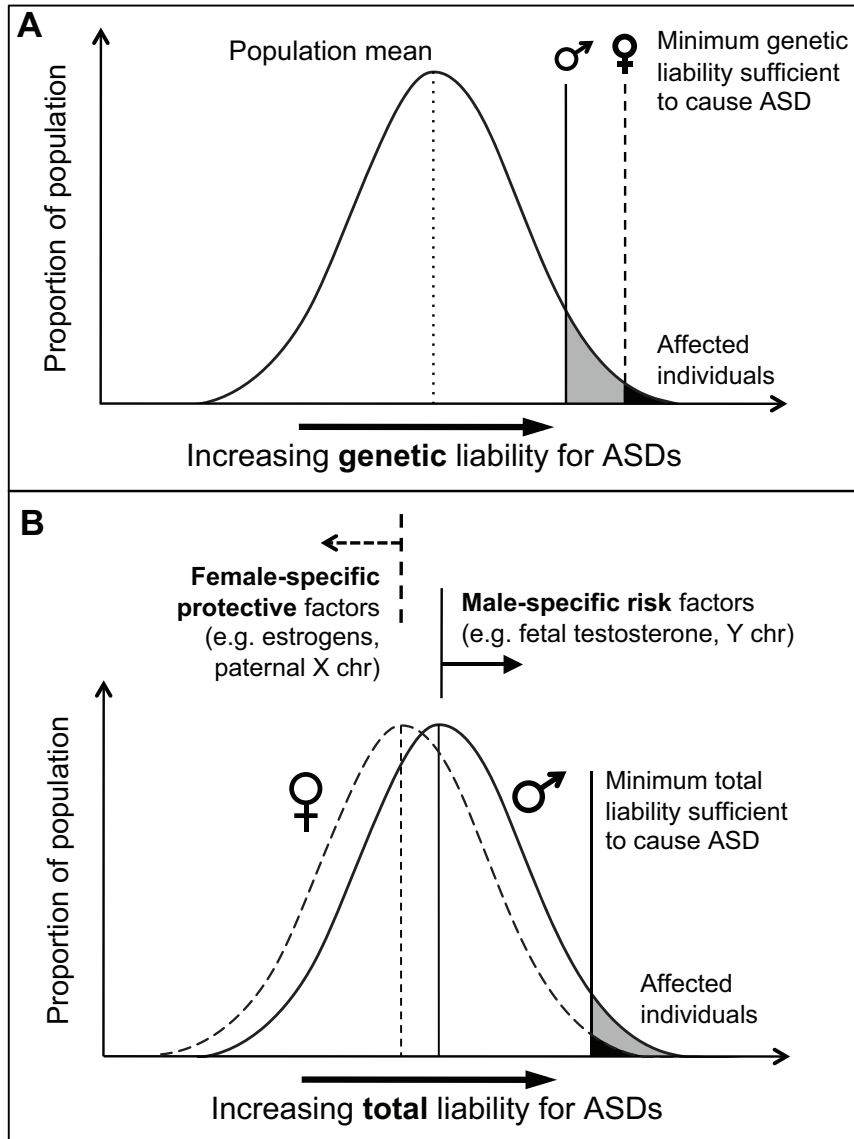 A
Population mean
♂ ♀
Minimum genetic
liability sufficient
to cause ASD
Proportion of population
Affected
individuals
Increasing genetic liability for ASDs
B
Female-specific
protective factors
(e.g. estrogens,
paternal X chr)
Male-specific risk factors
(e.g. fetal testosterone, Y chr)
♀ ♂
Minimum total
liability sufficient
to cause ASD
Proportion of population
Affected
individuals
Increasing total liability for ASDs